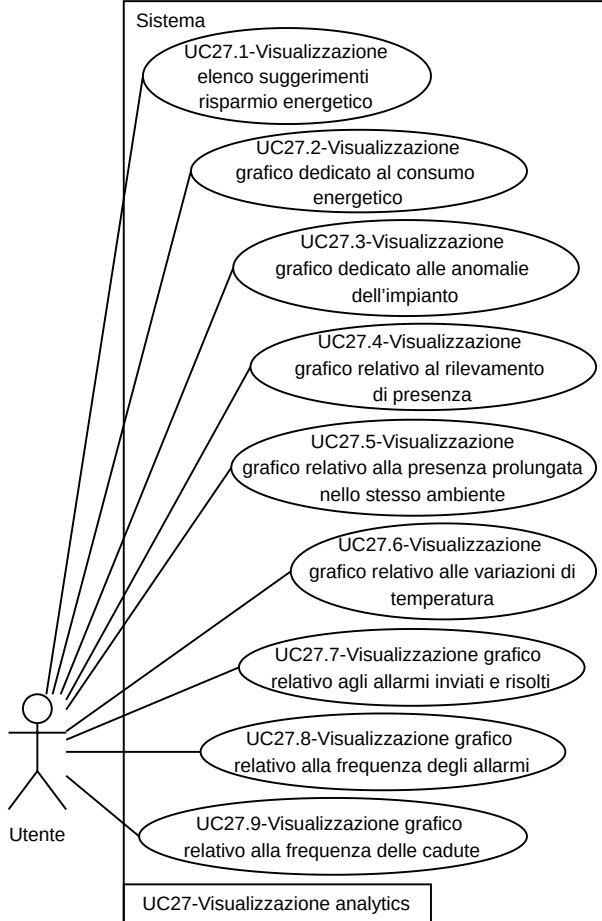 Sistema
UC27.1-Visualizzazione
elenco suggerimenti
risparmio energetico
UC27.2-Visualizzazione
grafico dedicato al consumo
energetico
UC27.3-Visualizzazione
grafico dedicato alle anomalie
dell'impianto
UC27.4-Visualizzazione
grafico relativo al rilevamento
di presenza
UC27.5-Visualizzazione
grafico relativo alla presenza prolungata
nello stesso ambiente
UC27.6-Visualizzazione
grafico relativo alle variazioni di
temperatura
UC27.7-Visualizzazione grafico
relativo agli allarmi inviati e risolti
UC27.8-Visualizzazione grafico
relativo alla frequenza degli allarmi
UC27.9-Visualizzazione grafico
relativo alla frequenza delle cadute
Utente
UC27-Visualizzazione analytics